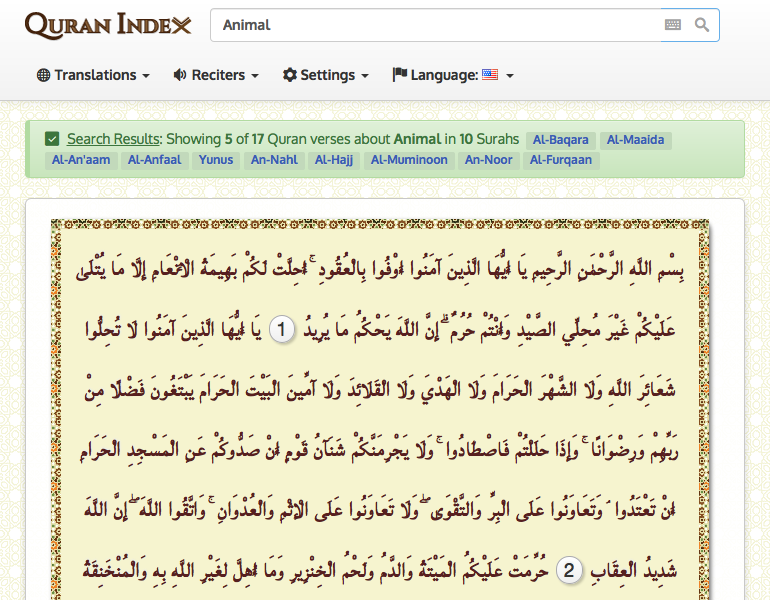 QURAN INDEX
Animal
Translations
Reciters
Settings
Language:
Search Results: Showing 5 of 17 Quran verses about Animal in 10 Surahs Al-Baqara Al-Maaida
Al-An'aam Al-Anfaal Yunus An-Nahl Al-Hajj Al-Muminoon An-Noor Al-Furqaan
بِسْمِ اللَّهِ الرَّحْمَٰنِ الرَّحِيمِ يَا أَيُّهَا الَّذِينَ آمَنُوا أَوْفُوا بِالْعُقُودِ ۚ أُحِلَّتْ لَكُمْ بَهِيمَةُ الْأَنْعَامِ إِلَّا مَا يُتْلَىٰ
عَلَيْكُمْ غَيْرَ مُحِلِّي الصَّيْدِ وَأَنْتُمْ حُرُمٌ ۗ إِنَّ اللَّهَ يَحْكُمُ مَا يُرِيدُ 1 يَا أَيُّهَا الَّذِينَ آمَنُوا لَا تُحِلُّوا
شَعَائِرَ اللَّهِ وَلَا الشَّهْرَ الْحَرَامَ وَلَا الْهَدْيَ وَلَا الْقَلَائِدَ وَلَا آمِّينَ الْبَيْتَ الْحَرَامَ يَبْتَغُونَ فَضْلًا مِنْ
رَبِّهِمْ وَرِضْوَانًا ۚ وَإِذَا حَلَلْتُمْ فَاصْطَادُوا ۚ وَلَا يَجْرِمَنَّكُمْ شَنَآنُ قَوْمٍ أَنْ صَدُّوكُمْ عَنِ الْمَسْجِدِ الْحَرَامِ
أَنْ تَعْتَدُوا ۘ وَتَعَاوَنُوا عَلَى الْبِرِّ وَالتَّقْوَىٰ ۖ وَلَا تَعَاوَنُوا عَلَى الْإِثْمِ وَالْعُدْوَانِ ۚ وَاتَّقُوا اللَّهَ ۖ إِنَّ اللَّهَ
شَدِيدُ الْعِقَابِ 2 حُرِّمَتْ عَلَيْكُمُ الْمَيْتَةُ وَالدَّمُ وَلَحْمُ الْخِنْزِيرِ وَمَا أُهِلَّ لِغَيْرِ اللَّهِ بِهِ وَالْمُنْخَنِقَةُ